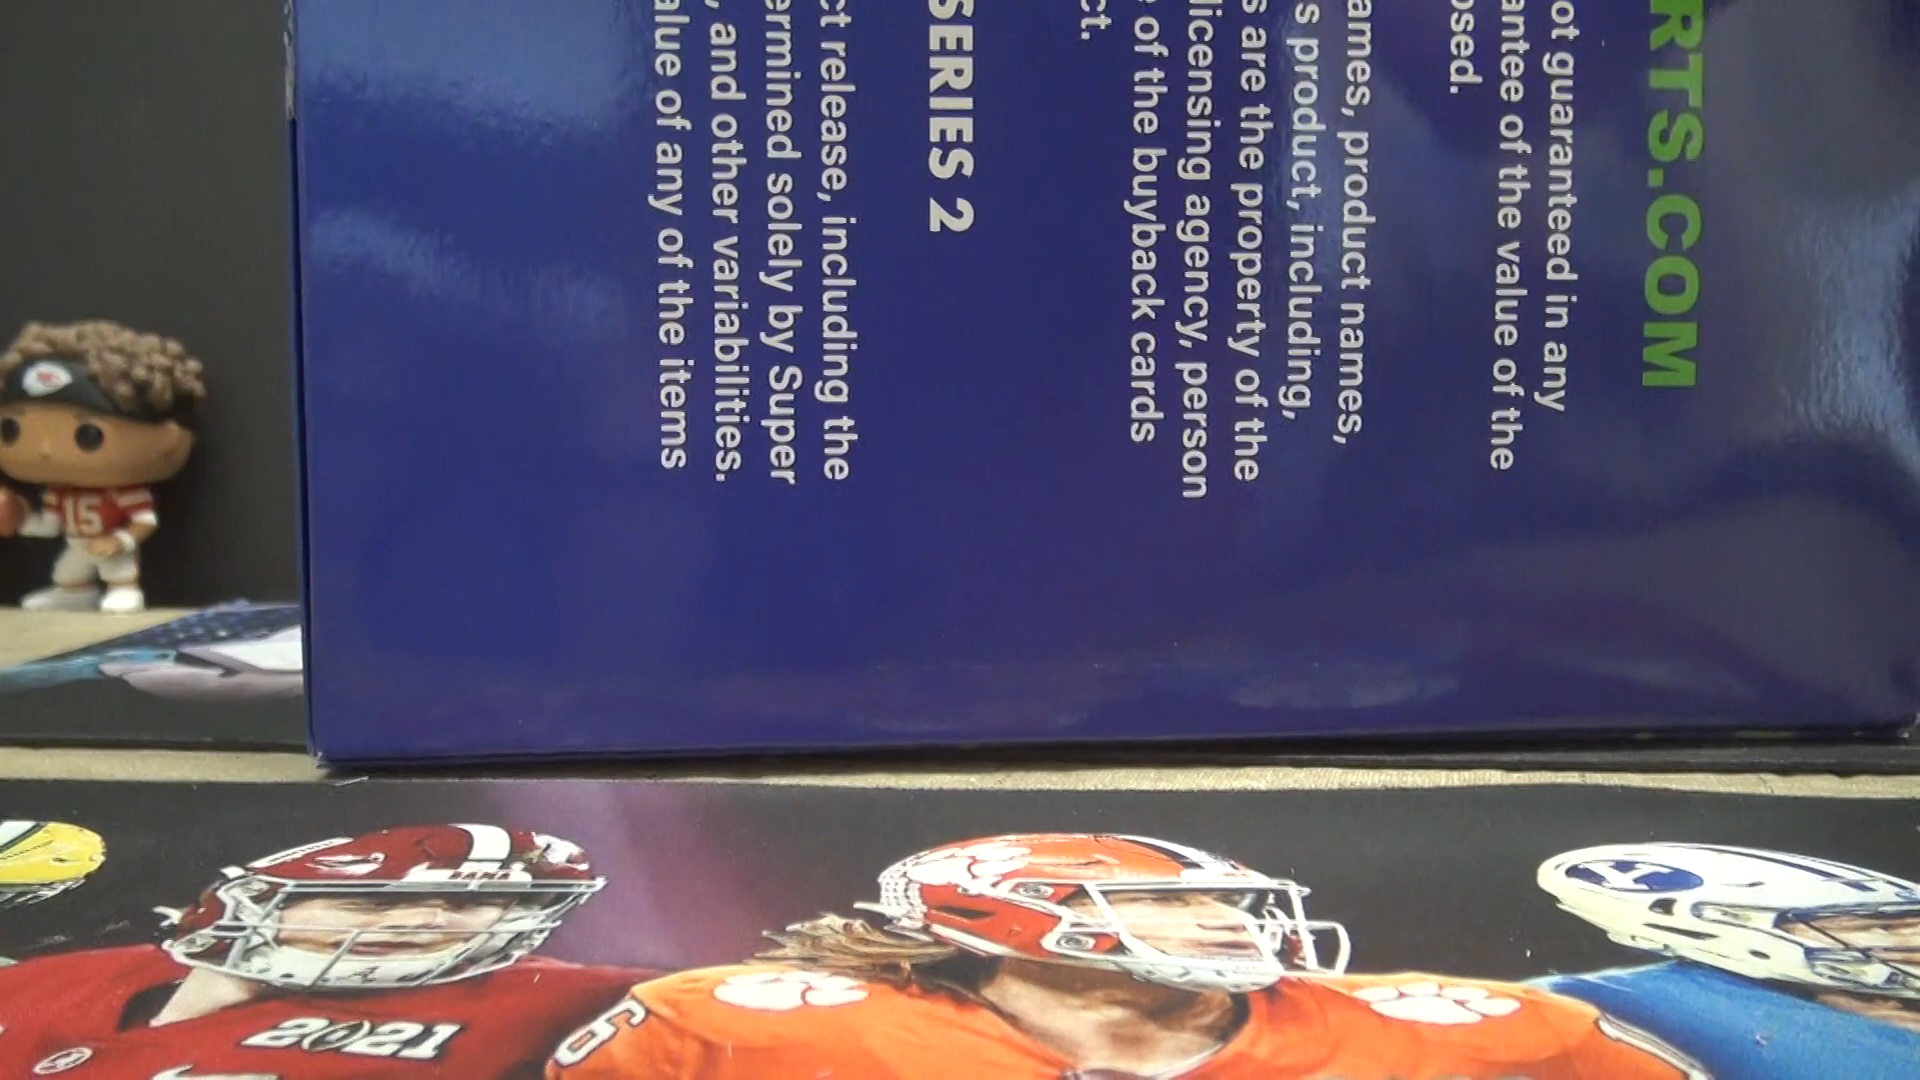 RTS.COM
ot guaranteed in any
antee of the value of the
osed.
ames, product names,
s product, including,
s are the property of the
licensing agency, person
of the buyback cards
ct.
SERIES 2
ct release, including the
ermined solely by Super
, and other variabilities.
alue of any of the items
15
BAMA
2021
6